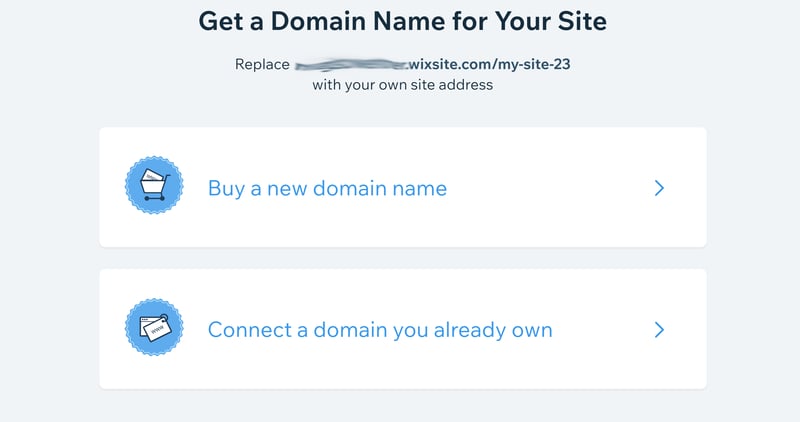 Get a Domain Name for Your Site
Replace .wixsite.com/my-site-23
with your own site address
Buy a new domain name
www
Connect a domain you already own